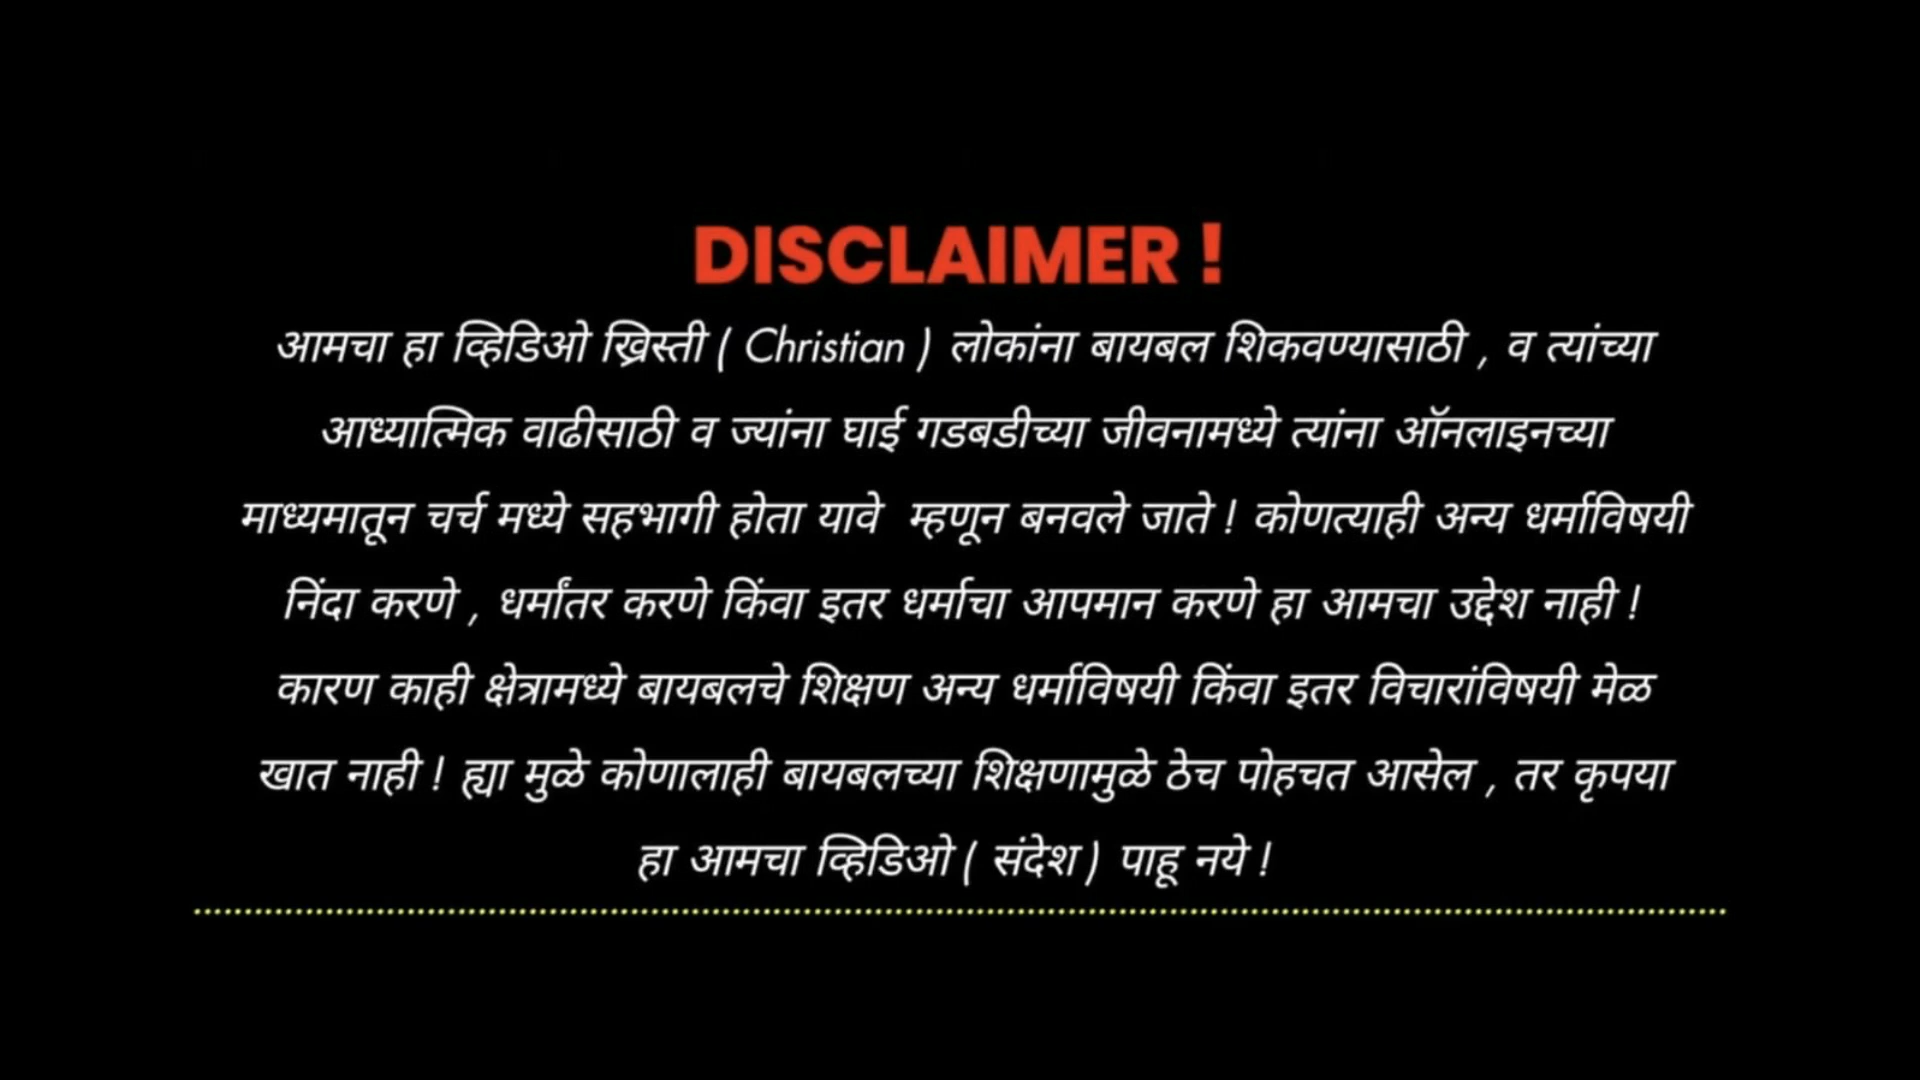 DISCLAIMER !
आमचा हा व्हिडिओ ख्रिस्ती ( Christian ) लोकांना बायबल शिकवण्यासाठी , व त्यांच्या
आध्यात्मिक वाढीसाठी व ज्यांना घाई गडबडीच्या जीवनामध्ये त्यांना ऑनलाइनच्या
माध्यमातून चर्च मध्ये सहभागी होता यावे म्हणून बनवले जाते ! कोणत्याही अन्य धर्माविषयी
निंदा करणे , धर्मांतर करणे किंवा इतर धर्माचा आपमान करणे हा आमचा उद्देश नाही !
कारण काही क्षेत्रामध्ये बायबलचे शिक्षण अन्य धर्माविषयी किंवा इतर विचारांविषयी मेळ
खात नाही ! ह्या मुळे कोणालाही बायबलच्या शिक्षणामुळे ठेच पोहचत आसेल , तर कृपया
हा आमचा व्हिडिओ ( संदेश ) पाहू नये !